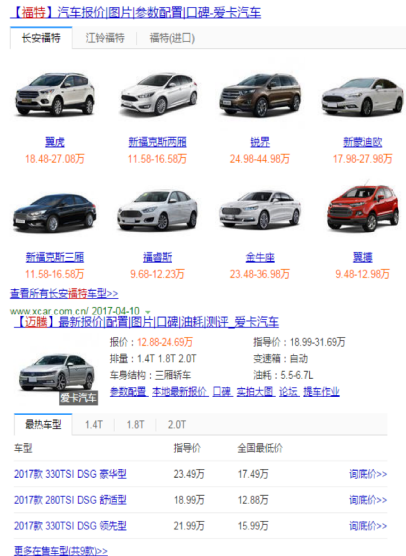 【福特】汽车报价|图片|参数配置|口碑-爱卡汽车
长安福特 江铃福特 福特(进口)
翼虎 新福克斯两厢 锐界 新蒙迪欧
18.48-27.08万 11.58-16.58万 24.98-44.98万 17.98-27.98万
新福克斯三厢 福睿斯 金牛座 翼搏
11.58-16.58万 9.68-12.23万 23.48-36.98万 9.48-12.98万
查看所有长安福特车型>>
www.xcar.com.cn/ 2017-04-10
【迈腾】最新报价|配置|图片|口碑|油耗|测评_爱卡汽车
报价：12.88-24.69万 指导价：18.99-31.69万
排量：1.4T 1.8T 2.0T 变速箱：自动
车身结构：三厢轿车 油耗：5.5-6.7L
爱卡汽车 参数配置 本地最新报价 口碑 实拍大图 论坛 提车作业
最热车型 1.4T 1.8T 2.0T
车型 指导价 全国最低价
2017款 330TSI DSG 豪华型 23.49万 17.49万 询底价>>
2017款 280TSI DSG 舒适型 18.99万 12.88万 询底价>>
2017款 330TSI DSG 领先型 21.99万 15.99万 询底价>>
更多在售车型(共9款)>>